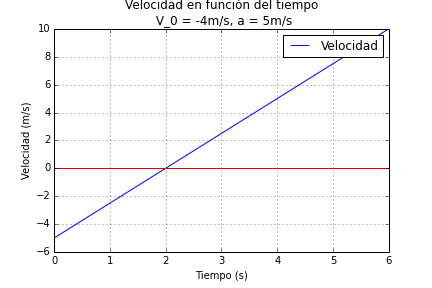 Velocidad en función del tiempo
V_0 = -4m/s, a = 5m/s
Velocidad
Velocidad (m/s)
10
8
6
4
2
0
−2
−4
−6
0 1 2 3 4 5 6
Tiempo (s)